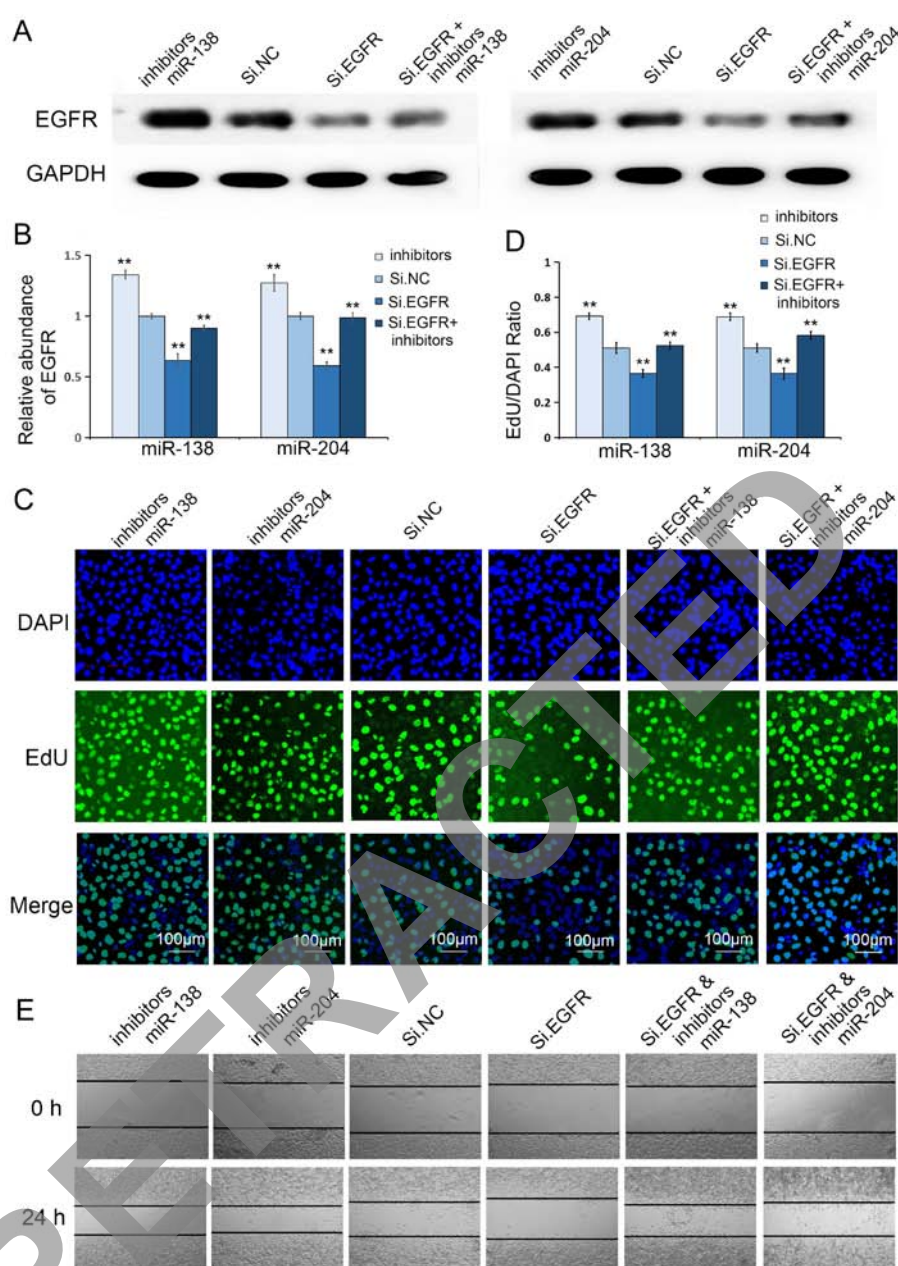 A
inhibitors
miR-138
Si.NC
Si.EGFR
Si.EGFR +
inhibitors
miR-138
inhibitors
miR-204
Si.NC
Si.EGFR
Si.EGFR +
inhibitors
miR-204
EGFR
GAPDH
B
Relative abundance
of EGFR
1.5
1
0.5
0
** ** ** ** ** **
miR-138 miR-204
inhibitors
Si.NC
Si.EGFR
Si.EGFR+
inhibitors
D
EdU/DAPI Ratio
1
0.8
0.6
0.4
0.2
0
** ** ** ** ** **
miR-138 miR-204
inhibitors
Si.NC
Si.EGFR
Si.EGFR+
inhibitors
C
inhibitors
miR-138
inhibitors
miR-204
Si.NC
Si.EGFR
Si.EGFR +
inhibitors
miR-138
Si.EGFR +
inhibitors
miR-204
DAPI
EdU
Merge
100μm 100μm 100μm 100μm 100μm 100μm
E
inhibitors
miR-138
inhibitors
miR-204
Si.NC
Si.EGFR
Si.EGFR &
inhibitors
miR-138
Si.EGFR &
inhibitors
miR-204
0 h
24 h
RETRACTED